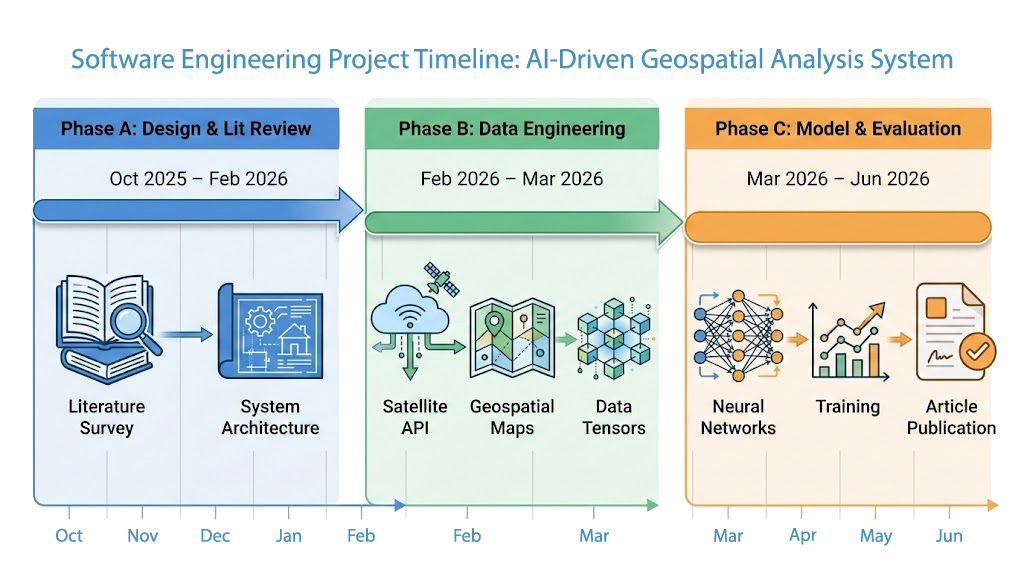 Software Engineering Project Timeline: AI-Driven Geospatial Analysis System
Phase A: Design & Lit Review
Oct 2025 – Feb 2026
Literature
Survey
System
Architecture
Phase B: Data Engineering
Feb 2026 – Mar 2026
Satellite
API
Geospatial
Maps
Data
Tensors
Phase C: Model & Evaluation
Mar 2026 – Jun 2026
Neural
Networks
Training
Article
Publication
Oct Nov Dec Jan Feb Feb Mar Mar Apr May Jun